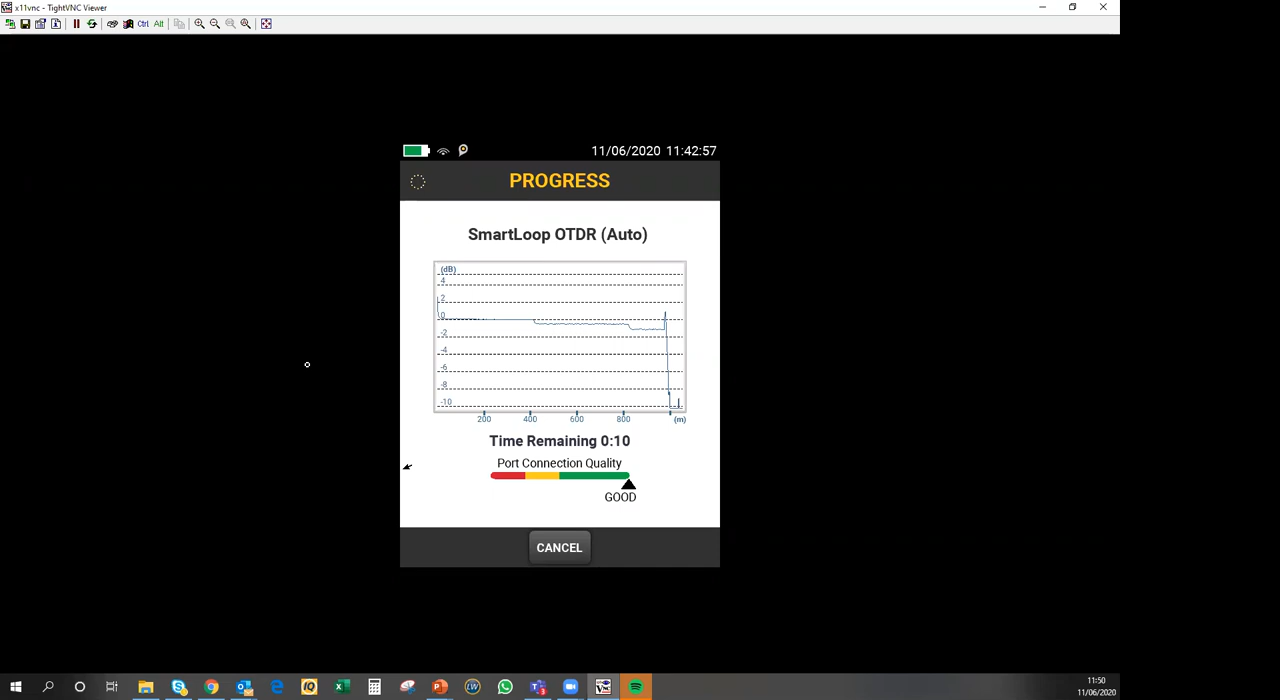 x11vnc - TightVNC Viewer
Ctrl Alt
11/06/2020 11:42:57
PROGRESS
SmartLoop OTDR (Auto)
(dB)
4
2
0
-2
-4
-6
-8
-10
200 400 600 800 (m)
Time Remaining 0:10
Port Connection Quality
GOOD
CANCEL
11:50
11/06/2020